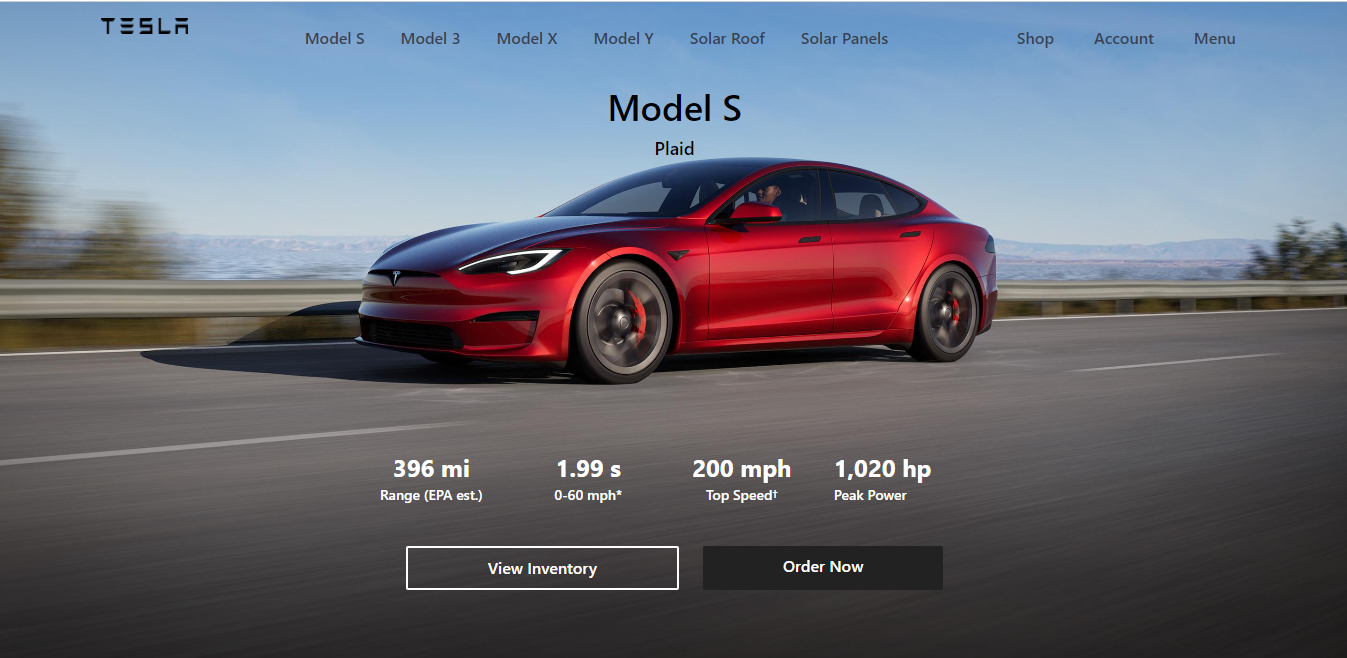 TESLA
Model S Model 3 Model X Model Y Solar Roof Solar Panels Shop Account Menu
Model S
Plaid
396 mi 1.99 s 200 mph 1,020 hp
Range (EPA est.) 0-60 mph* Top Speed† Peak Power
View Inventory Order Now